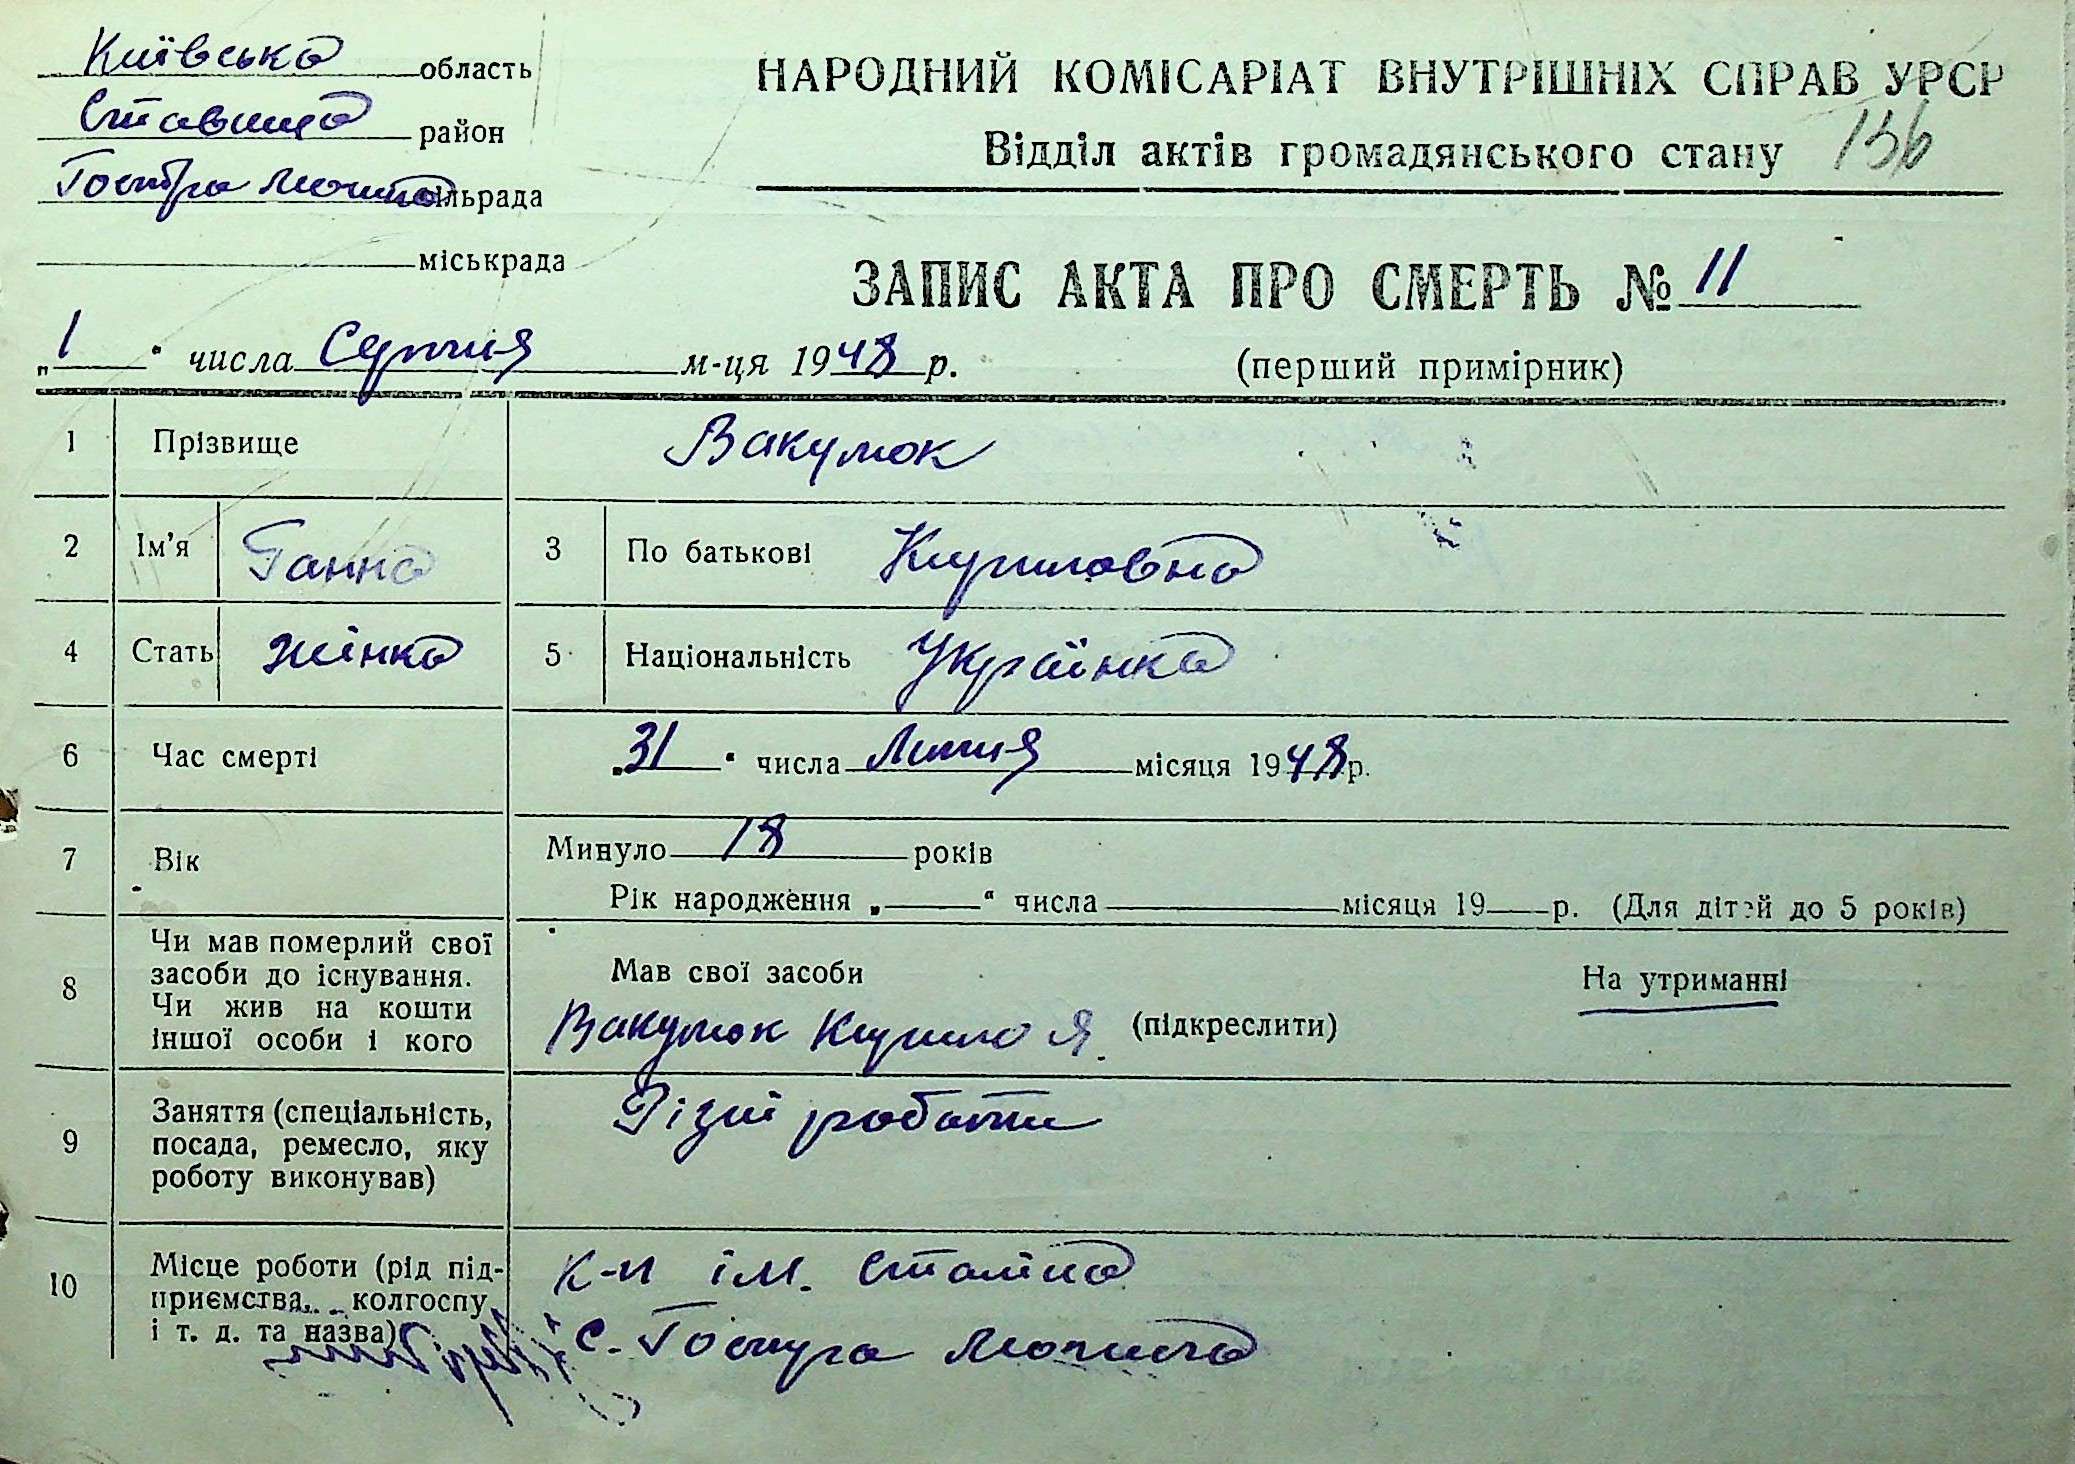 Київська область
Ставища район
Гостра Могила сільрада
міськрада
НАРОДНИЙ КОМІСАРІАТ ВНУТРІШНІХ СПРАВ УРСР
Відділ актів громадянського стану 136
ЗАПИС АКТА ПРО СМЕРТЬ № 11
(перший примірник)
„1“ числа Серпня м-ця 1948 р.
1 Прізвище Вакулюк
2 Ім'я Ганна 3 По батькові Кириловна
4 Стать жінка 5 Національність Українка
6 Час смерті „31“ числа Липня місяця 1948 р.
7 Вік Минуло 18 років
Рік народження „ “ числа місяця 19 р. (Для дітей до 5 років)
8 Чи мав померлий свої засоби до існування. Чи жив на кошти іншої особи і кого
Мав свої засоби На утриманні
Вакулюк Кирило Я. (підкреслити)
9 Заняття (спеціальність, посада, ремесло, яку роботу виконував)
Різні роботи
10 Місце роботи (рід підприємства, колгоспу і т. д. та назва)
к-п ім. Сталіна
с. Гостра Могила